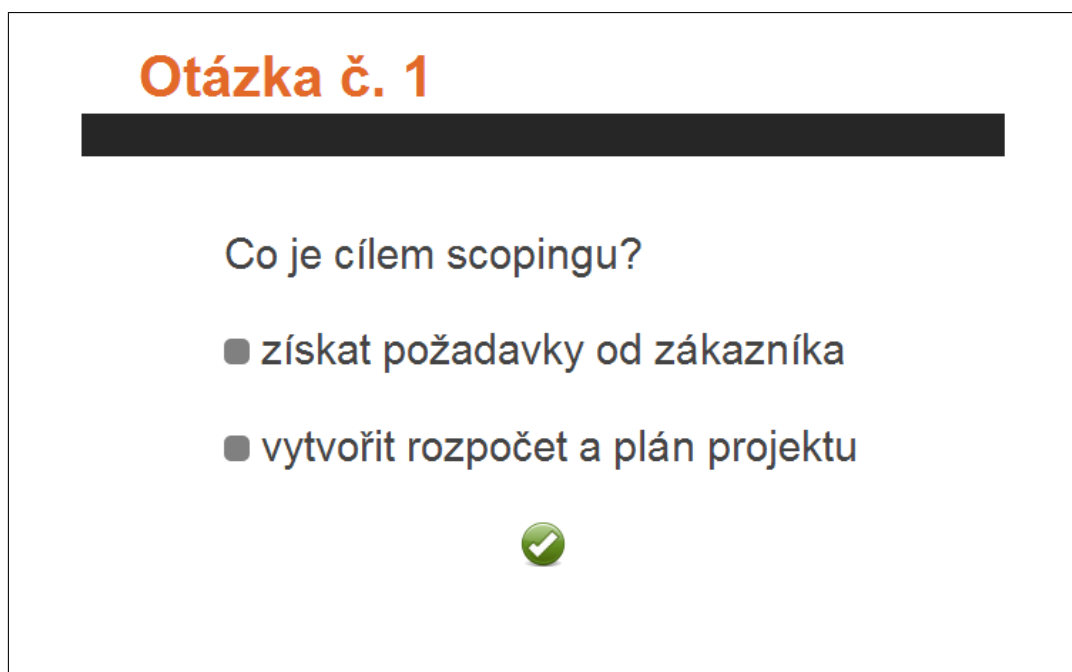 Otázka č. 1
Co je cílem scopingu?
získat požadavky od zákazníka
vytvořit rozpočet a plán projektu